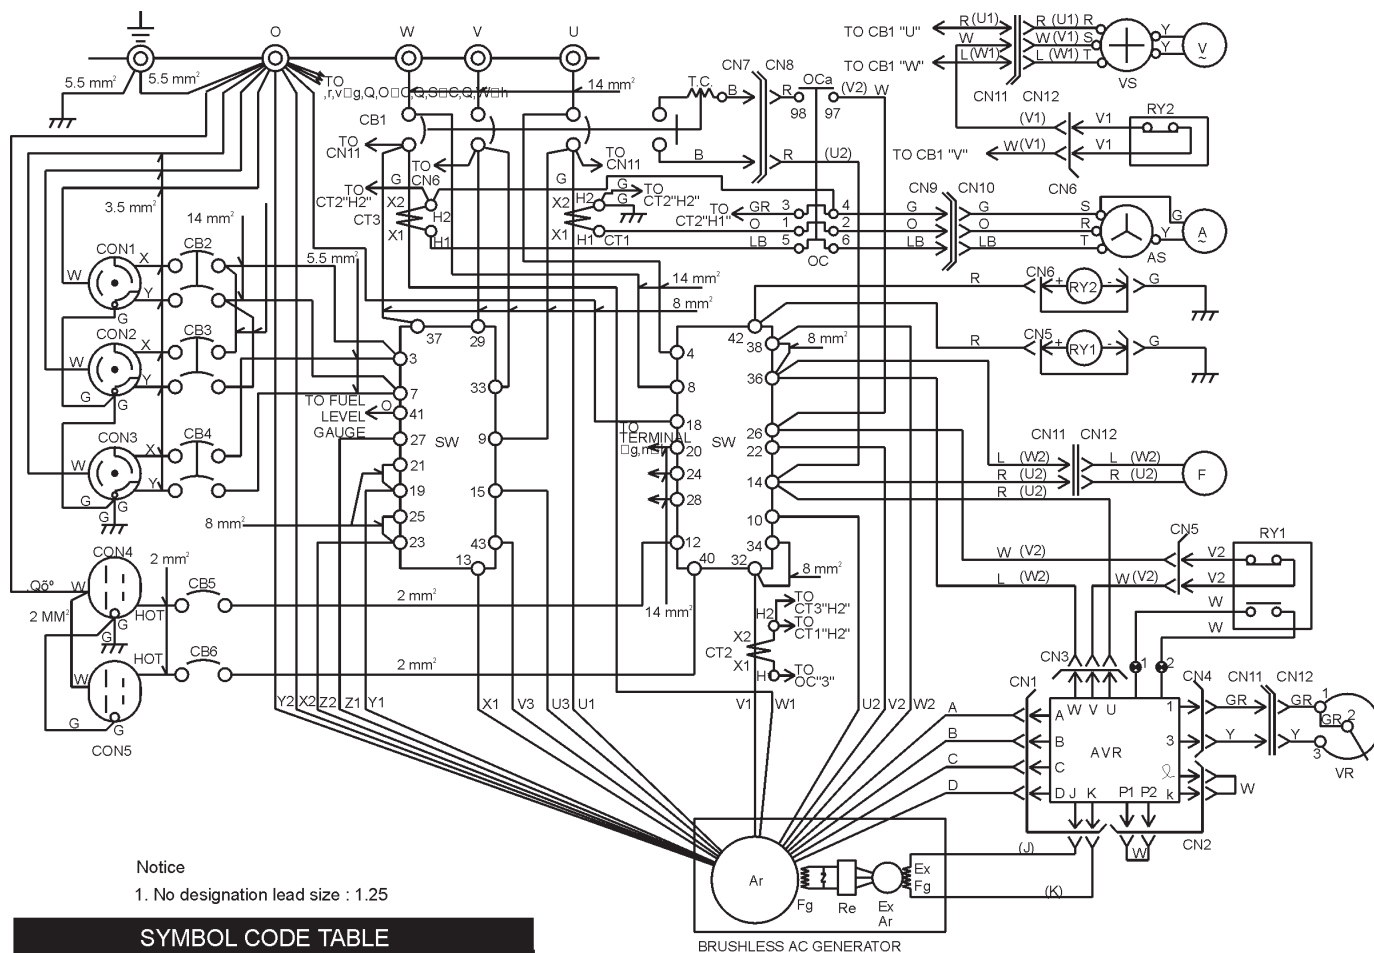 O W V U
5.5 mm² 5.5 mm² TO 14 mm²
CB1
TO CN11
TO CN6
TO CN11
G G
TO CT2"H2"
X2 H2
CT3
X1 H1
X2 H2 G
G
TO CT2"H2"
X1 H1 CT1
T.C. B CN7 CN8 R OCa
98 97 (V2) W
B R (U2)
TO CT2"H1" GR 3 4 G CN9 CN10 G
O 1 2 O O
LB 5 6 LB LB
OC
TO CB1 "U" R (U1) R (U1) R
W W (V1) S
TO CB1 "W" L (W1) L (W1) T
Y Y V ~
VS
CN11 CN12
(V1) V1 RY2
TO CB1 "V" W (V1) V1
CN6
S R T G Y A ~
AS
R CN6 + RY2 - G
R CN5 + RY1 - G
3.5 mm²
14 mm²
5.5 mm²
14 mm²
8 mm²
CON1 W X Y G G CB2
CON2 W X Y G G CB3
CON3 W X Y G G CB4
37 29
3
7 33
TO FUEL LEVEL GAUGE O 41
27 SW 9
21
19 15
25
23 43
13
8 mm²
42
4 38 8 mm²
8 36
18 26
TO TERMINAL
20 SW 22
24 14
28 10
12 34
40 32
8 mm²
14 mm²
CN11 CN12
L (W2) L (W2)
R (U2) R (U2)
R (U2)
F
CN5 RY1
W (V2) V2
L (W2) W (V2) V2
W
W
CON4 2 mm²
W HOT CB5 2 mm²
2 MM² G G
HOT CB6 2 mm²
W G G
CON5
H2 TO CT3"H2"
TO CT1"H2"
X2
CT2
X1
H1 TO OC"3"
Y2 X2 Z2 Z1 Y1 X1 V3 U3 U1 V1 W1 U2 V2 W2
CN3 1 2
CN1 CN4 CN11 CN12
W V U
A A 1 GR GR 1
B B AVR 3 Y Y GR 2
C C 3
D D J K P1 P2 k W
VR
W
CN2
(J)
(K)
Ar Fg Re Ex Ar Ex Fg
BRUSHLESS AC GENERATOR
Notice
1. No designation lead size : 1.25
SYMBOL CODE TABLE